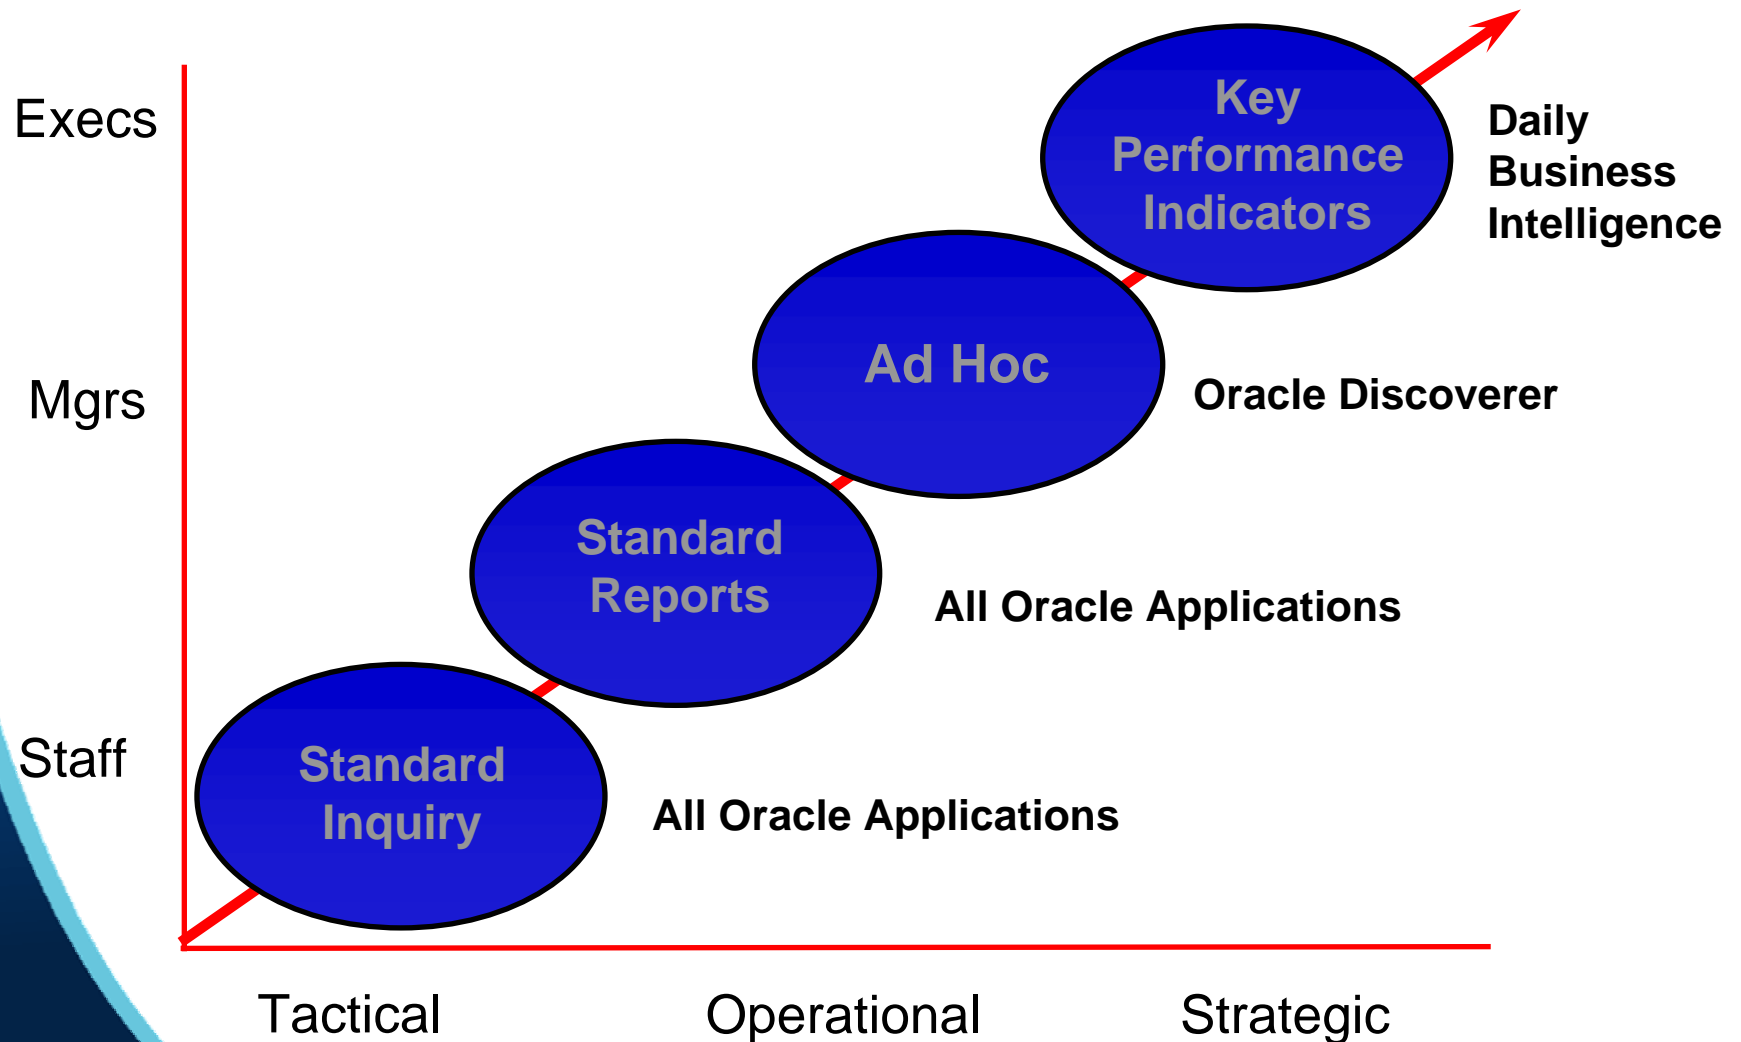 Execs
Key
Performance
Indicators
Daily
Business
Intelligence
Mgrs
Ad Hoc
Oracle Discoverer
Standard
Reports
All Oracle Applications
Staff
Standard
Inquiry
All Oracle Applications
Tactical
Operational
Strategic